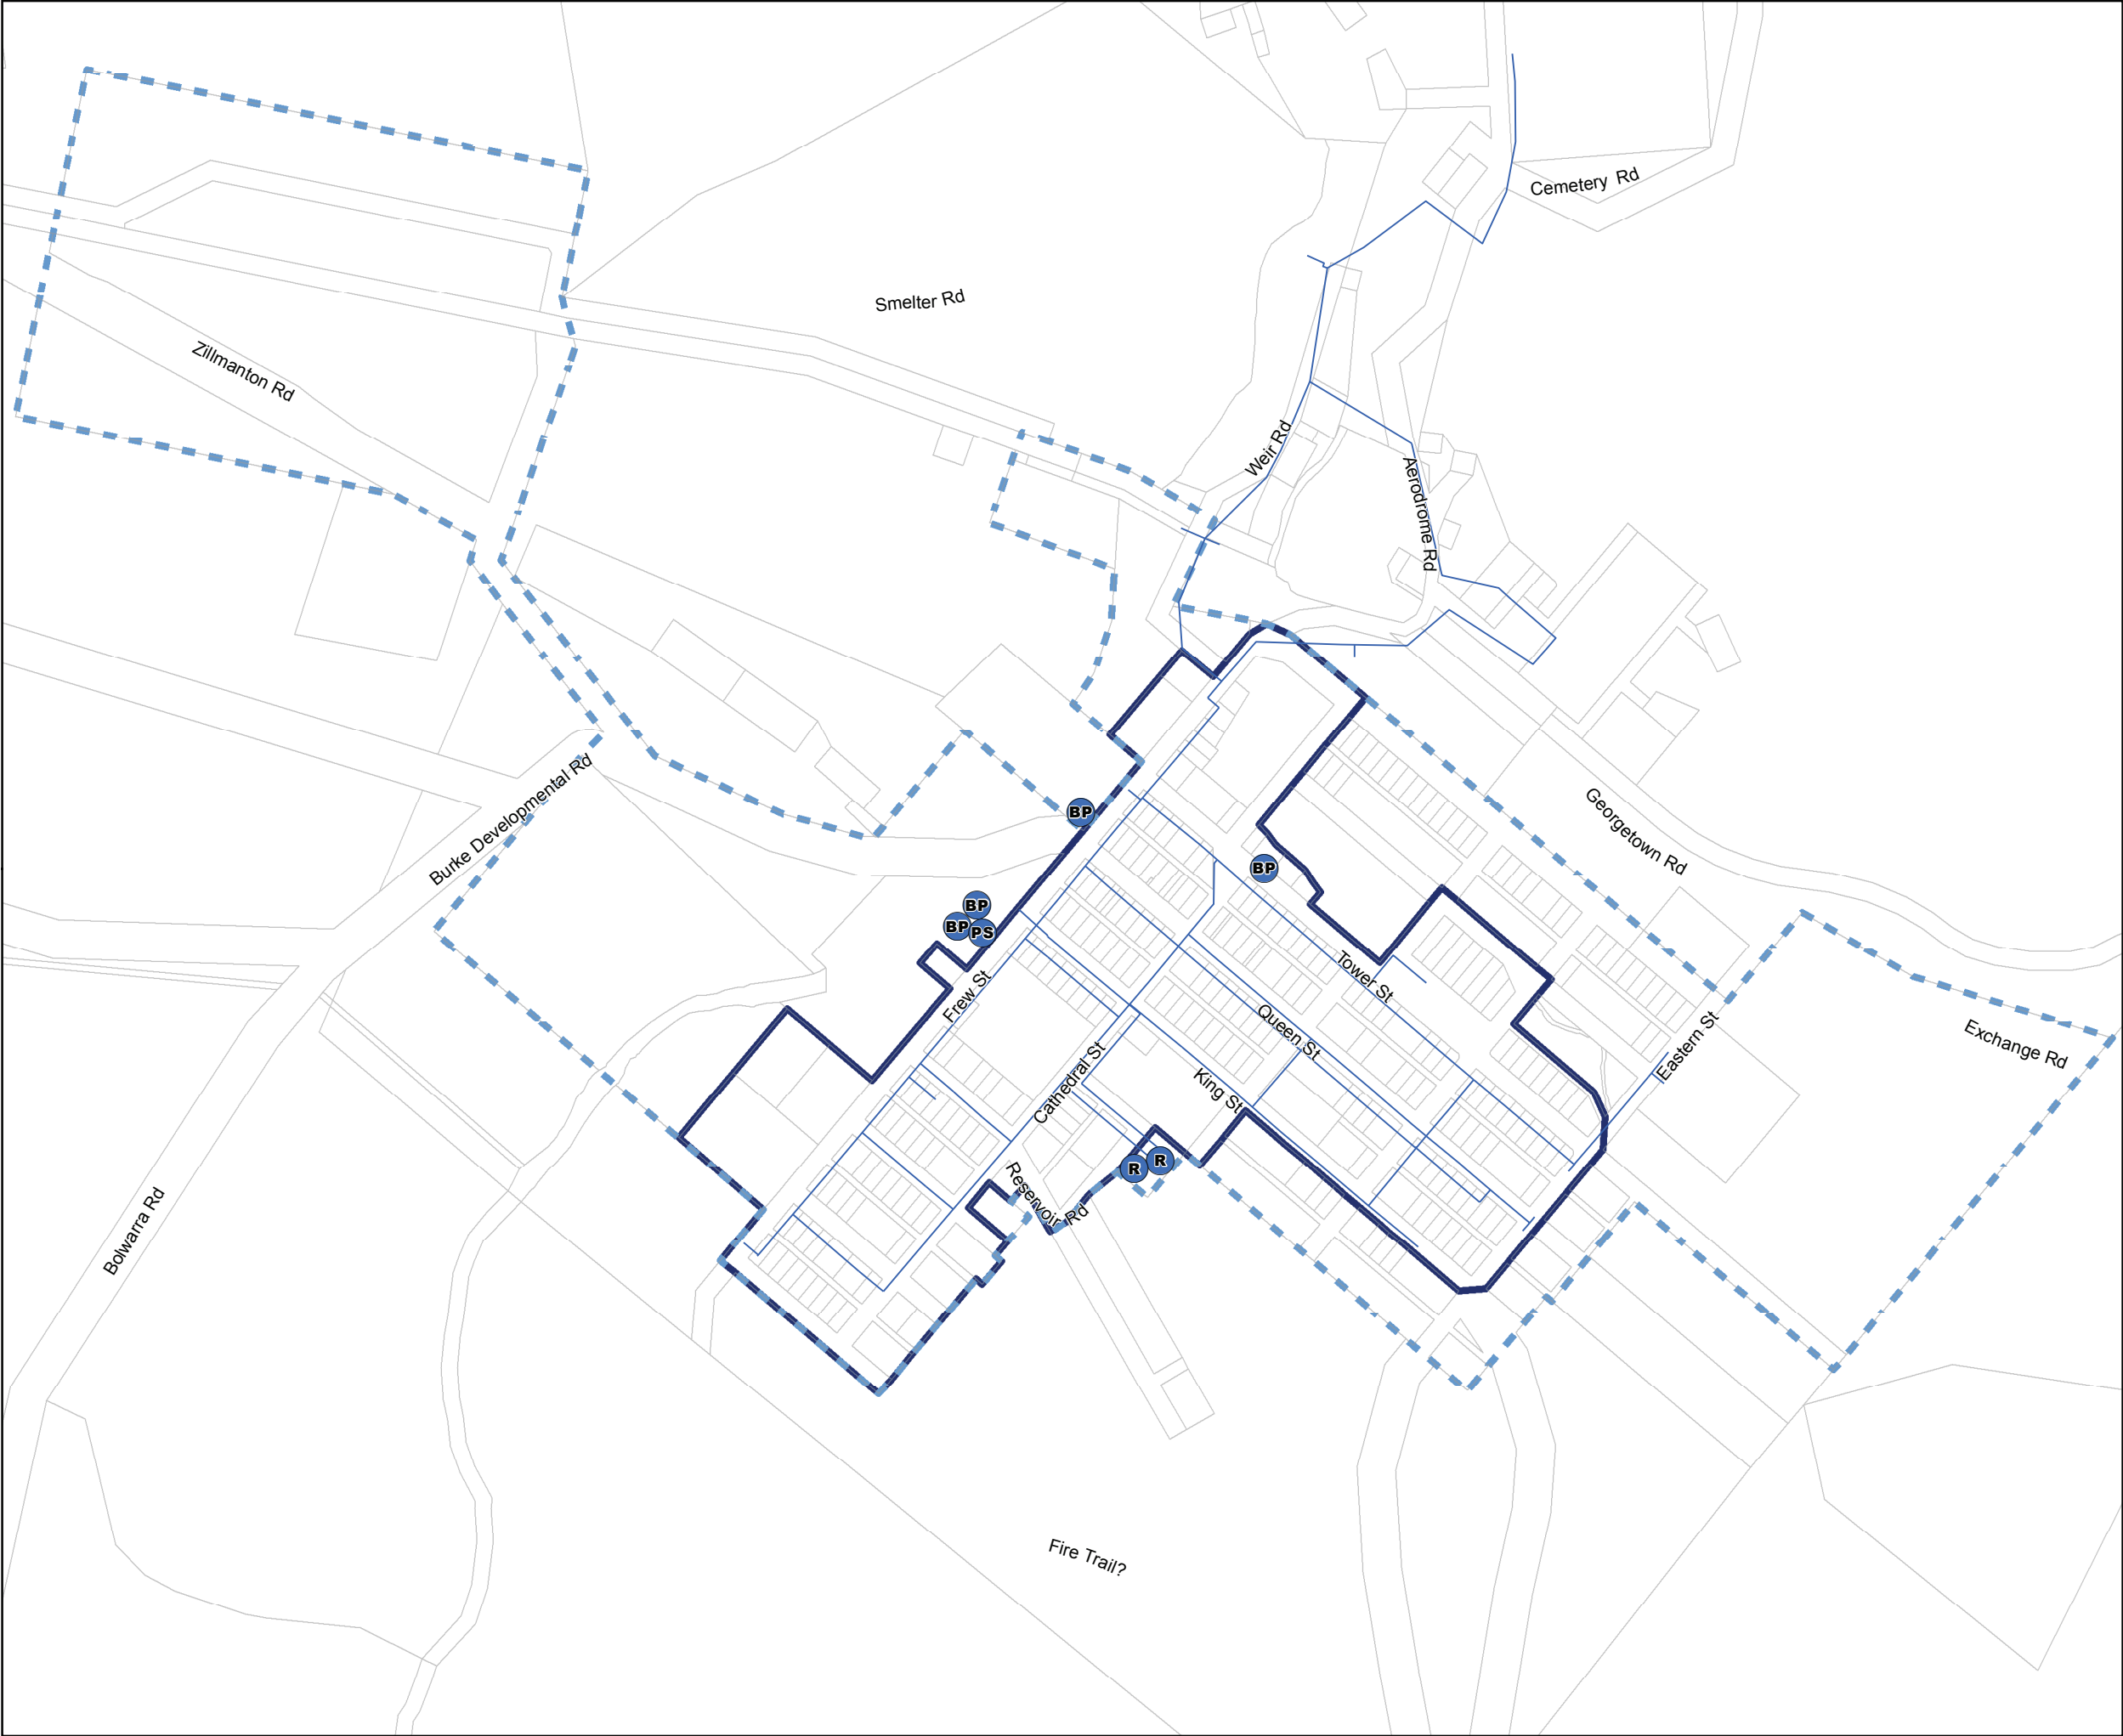 Cemetery Rd
Smelter Rd
Zillmanton Rd
Weir Rd
Aerodrome Rd
Burke Developmental Rd
Georgetown Rd
BP
BP
BP
BP
PS
Frew St
Tower St
Queen St
Eastern St
Exchange Rd
Cathedral St
King St
R
R
Reservoir Rd
Bolwarra Rd
Fire Trail?